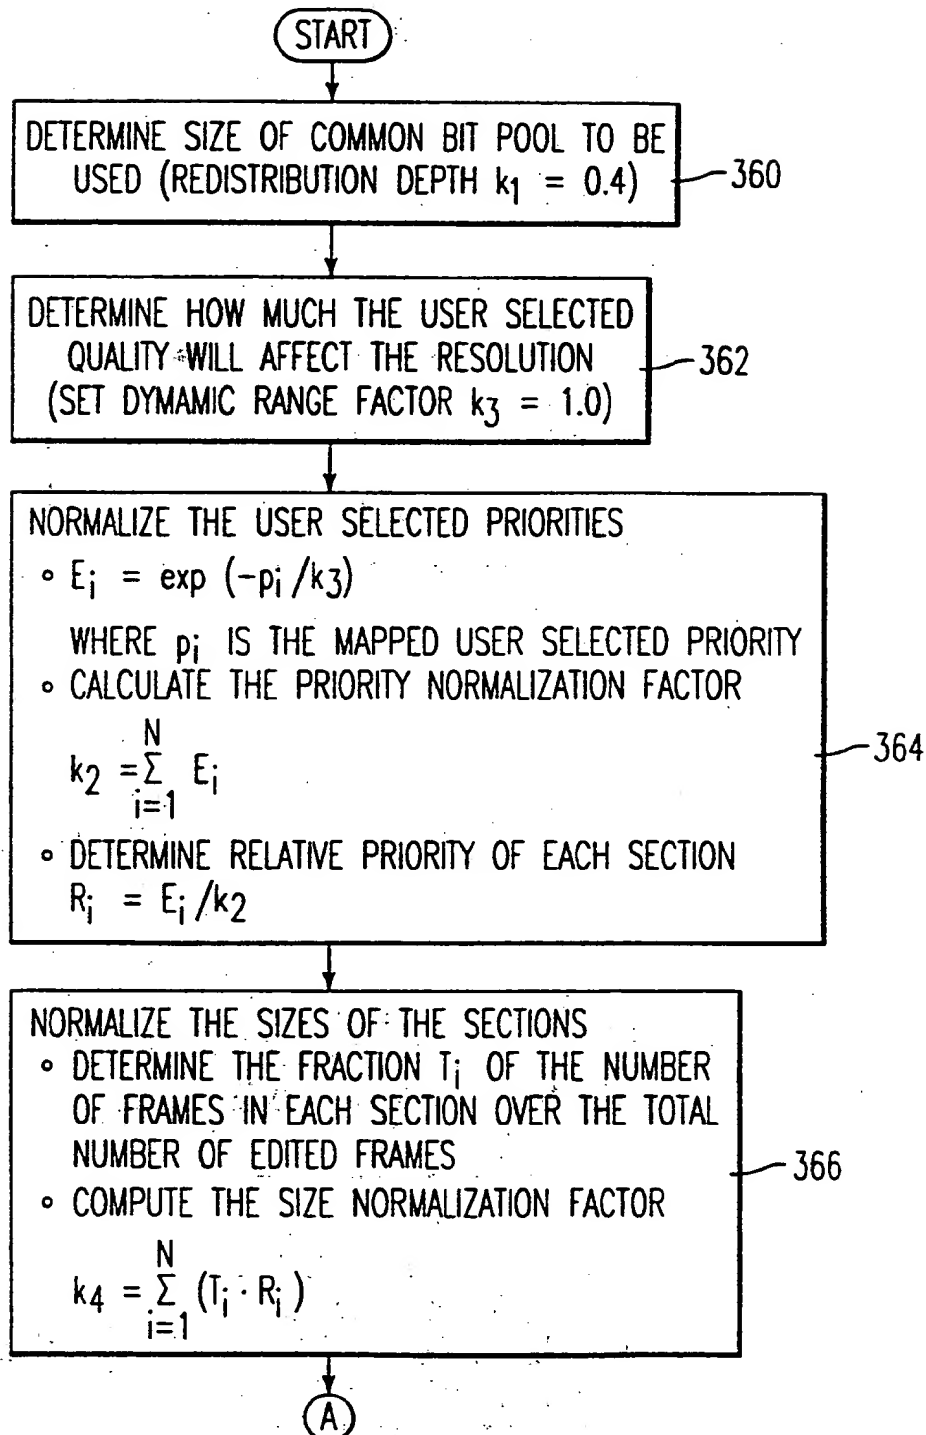 START
DETERMINE SIZE OF COMMON BIT POOL TO BE
USED (REDISTRIBUTION DEPTH k1 = 0.4)
360
DETERMINE HOW MUCH THE USER SELECTED
QUALITY WILL AFFECT THE RESOLUTION
(SET DYMAMIC RANGE FACTOR k3 = 1.0)
362
NORMALIZE THE USER SELECTED PRIORITIES
∘ Ei = exp (-pi/k3)
WHERE pi IS THE MAPPED USER SELECTED PRIORITY
∘ CALCULATE THE PRIORITY NORMALIZATION FACTOR
N
k2 = Σ Ei
i=1
∘ DETERMINE RELATIVE PRIORITY OF EACH SECTION
Ri = Ei/k2
364
NORMALIZE THE SIZES OF THE SECTIONS
∘ DETERMINE THE FRACTION Ti OF THE NUMBER
OF FRAMES IN EACH SECTION OVER THE TOTAL
NUMBER OF EDITED FRAMES
∘ COMPUTE THE SIZE NORMALIZATION FACTOR
N
k4 = Σ (Ti · Ri)
i=1
366
A